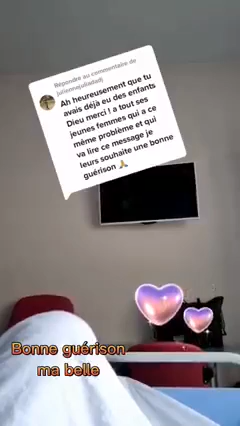 Répondre au commentaire de
juliennejuliadadj
Ah heureusement que tu
avais déjà eu des enfants
Dieu merci ! a tout ses
jeunes femmes qui a ce
même problème et qui
va lire ce message je
leurs souhaite une bonne
guérison 🙏
Bonne guérison
ma belle